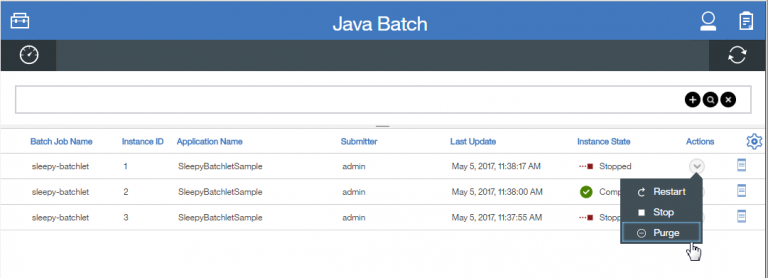 Java Batch
Batch Job Name Instance ID Application Name Submitter Last Update Instance State Actions
sleepy-batchlet 1 SleepyBatchletSample admin May 5, 2017, 11:38:17 AM Stopped
sleepy-batchlet 2 SleepyBatchletSample admin May 5, 2017, 11:38:00 AM Comp
sleepy-batchlet 3 SleepyBatchletSample admin May 5, 2017, 11:37:55 AM Stop
Restart
Stop
Purge